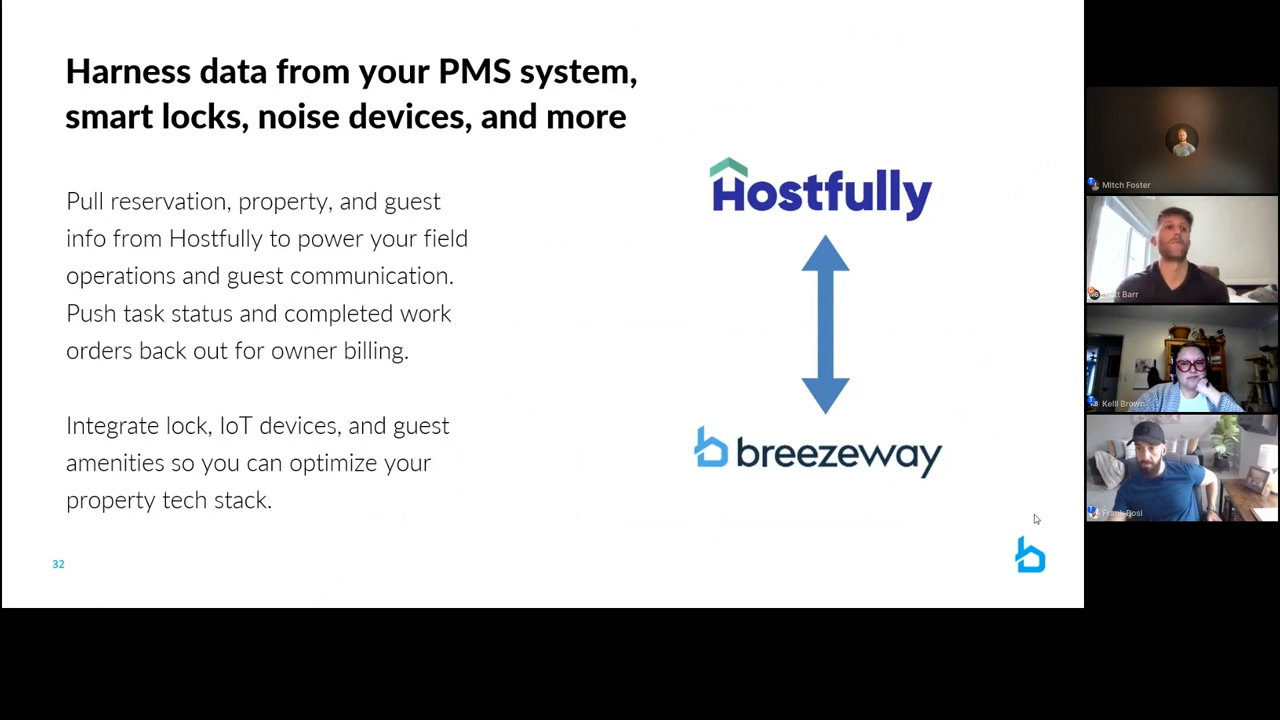 Harness data from your PMS system,
smart locks, noise devices, and more
Pull reservation, property, and guest
info from Hostfully to power your field
operations and guest communication.
Push task status and completed work
orders back out for owner billing.
Integrate lock, IoT devices, and guest
amenities so you can optimize your
property tech stack.
Hostfully
breezeway
32
Mitch Foster
Barr
Kelli Brown
Frank Bosi